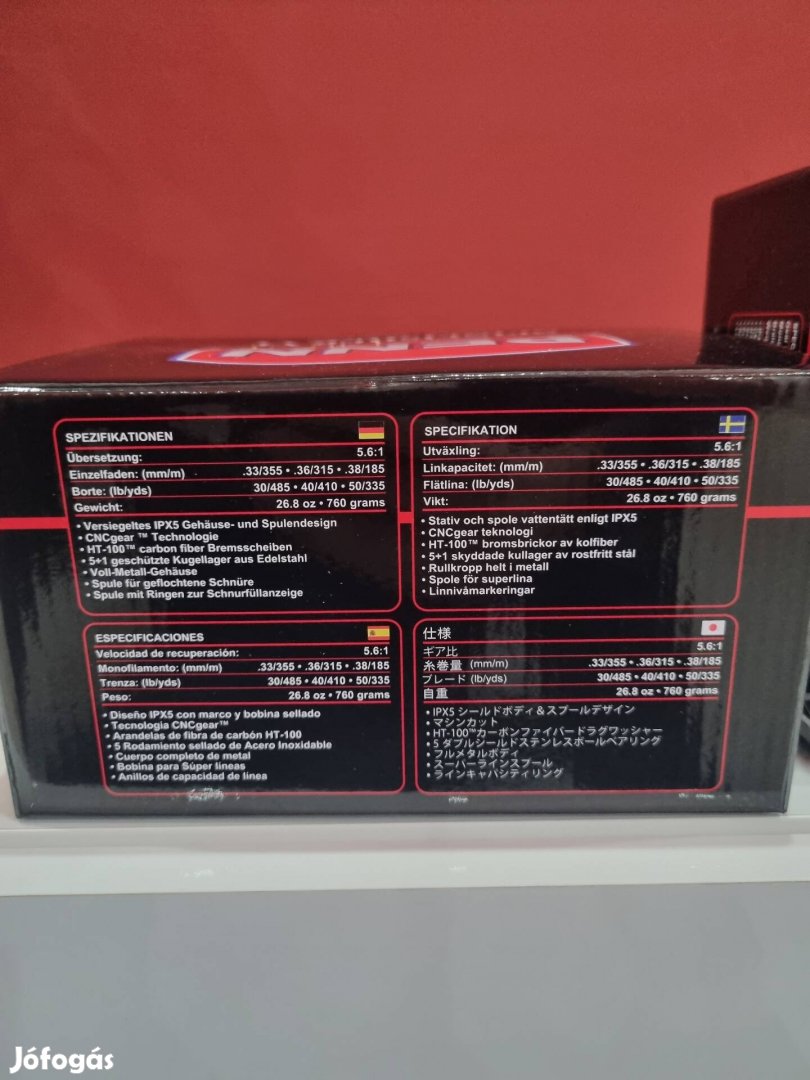 PENN
SPEZIFIKATIONEN
Übersetzung: 5.6:1
Einzelfaden: (mm/m) .33/355 • .36/315 • .38/185
Borte: (lb/yds) 30/485 • 40/410 • 50/335
Gewicht: 26.8 oz • 760 grams
• Versiegeltes IPX5 Gehäuse- und Spulendesign
• CNCgear ™ Technologie
• HT-100™ carbon fiber Bremsscheiben
• 5+1 geschützte Kugellager aus Edelstahl
• Voll-Metall-Gehäuse
• Spule für geflochtene Schnüre
• Spule mit Ringen zur Schnurfüllanzeige
SPECIFIKATION
Utväxling: 5.6:1
Linkapacitet: (mm/m) .33/355 • .36/315 • .38/185
Flätlina: (lb/yds) 30/485 • 40/410 • 50/335
Vikt: 26.8 oz • 760 grams
• Stativ och spole vattentätt enligt IPX5
• CNCgear teknologi
• HT-100™ bromsbrickor av kolfiber
• 5+1 skyddade kullager av rostfritt stål
• Rullkropp helt i metall
• Spole för superlina
• Linnivåmarkeringar
ESPECIFICACIONES
Velocidad de recuperación: 5.6:1
Monofilamento: (mm/m) .33/355 • .36/315 • .38/185
Trenza: (lb/yds) 30/485 • 40/410 • 50/335
Peso: 26.8 oz • 760 grams
• Diseño IPX5 con marco y bobina sellado
• Tecnologia CNCgear™
• Arandelas de fibra de carbón HT-100
• 5 Rodamiento sellado de Acero Inoxidable
• Cuerpo completo de metal
• Bobina para Súper lineas
• Anillos de capacidad de linea
仕様
ギア比 5.6:1
糸巻量 (mm/m) .33/355 • .36/315 • .38/185
ブレード (lb/yds) 30/485 • 40/410 • 50/335
自重 26.8 oz • 760 grams
• IPX5 シールドボディ＆スプールデザイン
• マシンカット
• HT-100™カーボンファイバードラグワッシャー
• 5 ダブルシールドステンレスボールベアリング
• フルメタルボディ
• スーパーラインスプール
• ラインキャパシティリング
Jófogás